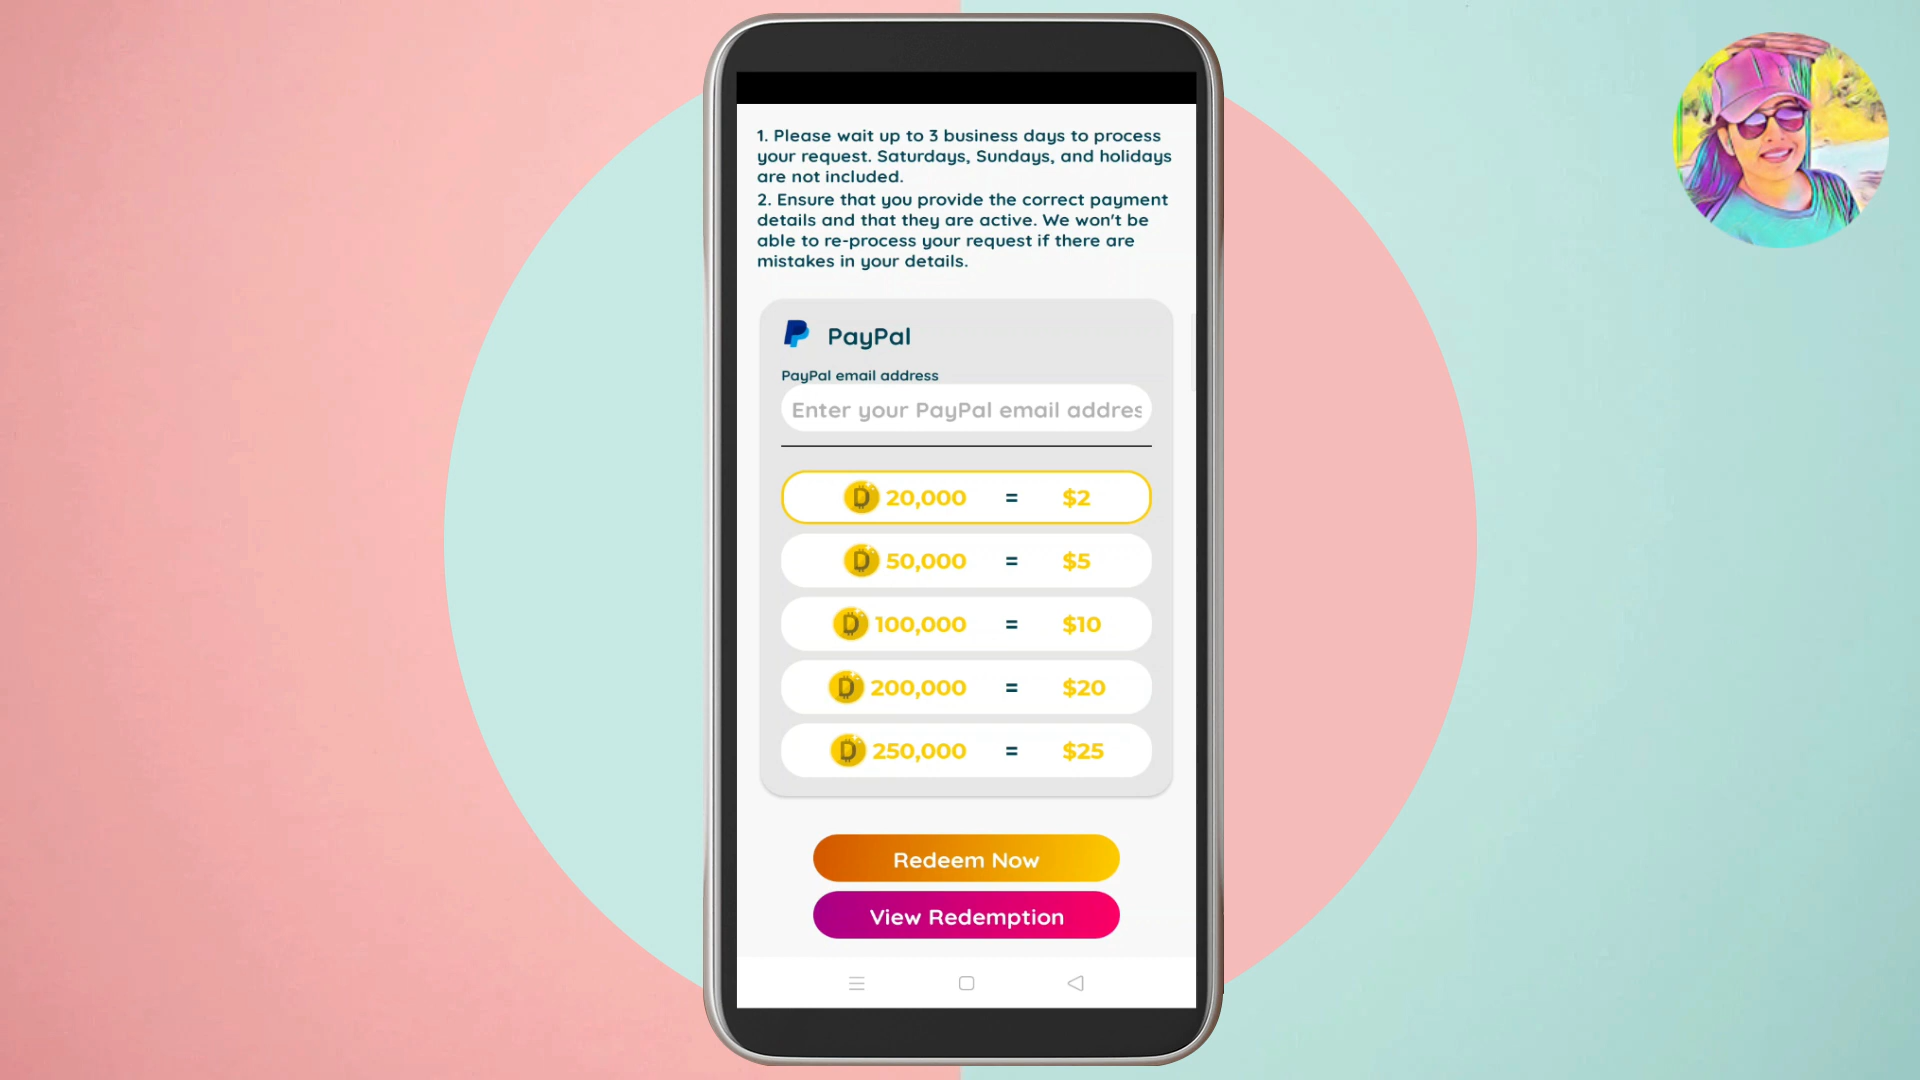 1. Please wait up to 3 business days to process
your request. Saturdays, Sundays, and holidays
are not included.
2. Ensure that you provide the correct payment
details and that they are active. We won't be
able to re-process your request if there are
mistakes in your details.
PayPal
PayPal email address
Enter your PayPal email addres
D 20,000 = $2
D 50,000 = $5
D 100,000 = $10
D 200,000 = $20
D 250,000 = $25
Redeem Now
View Redemption